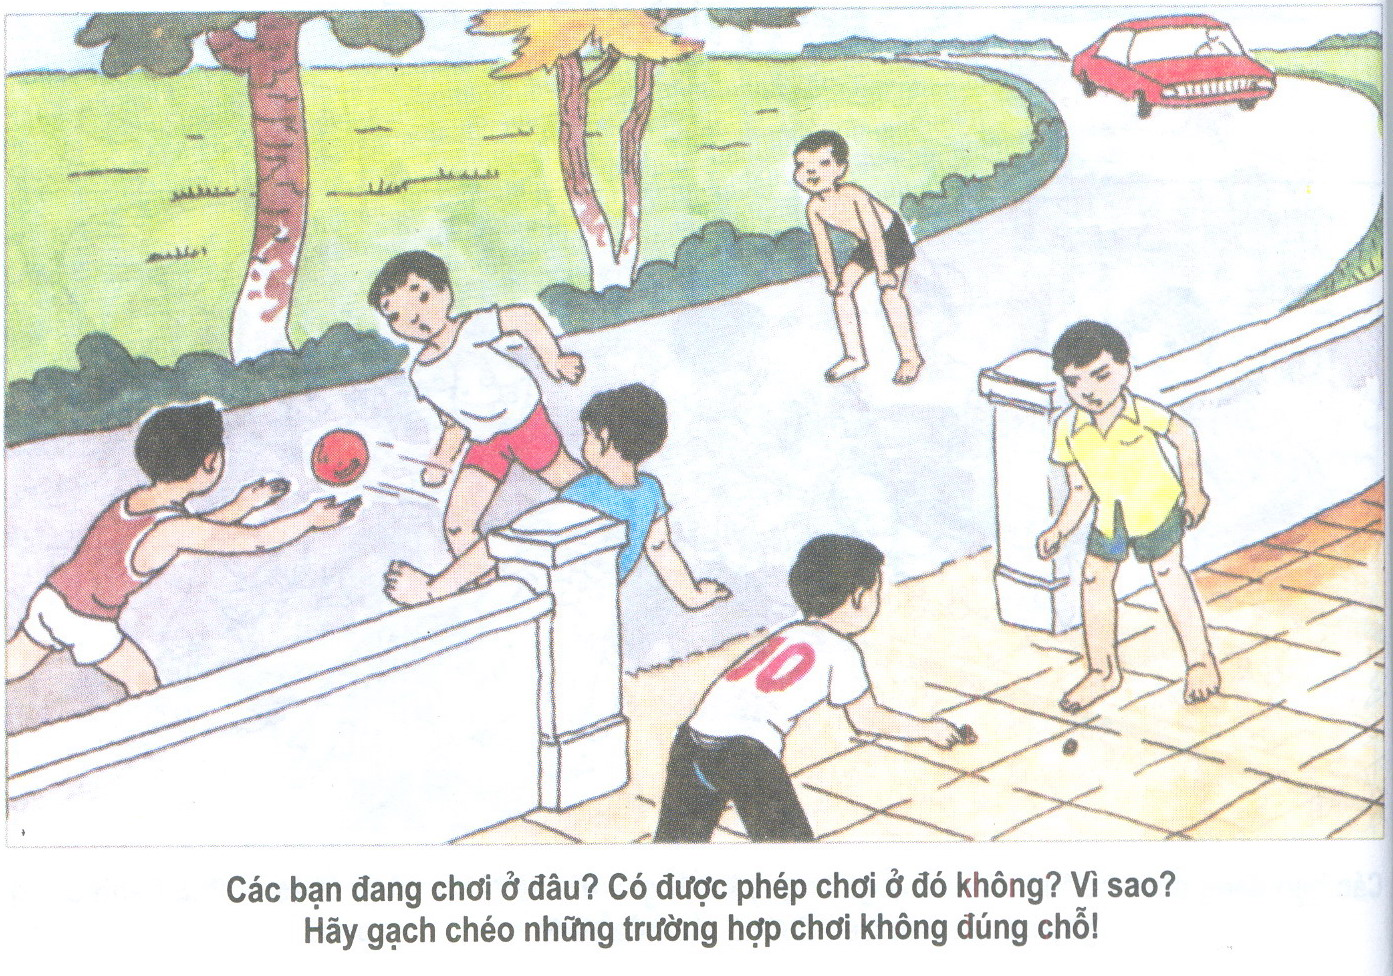 Các bạn đang chơi ở đâu? Có được phép chơi ở đó không? Vì sao?
Hãy gạch chéo những trường hợp chơi không đúng chỗ!